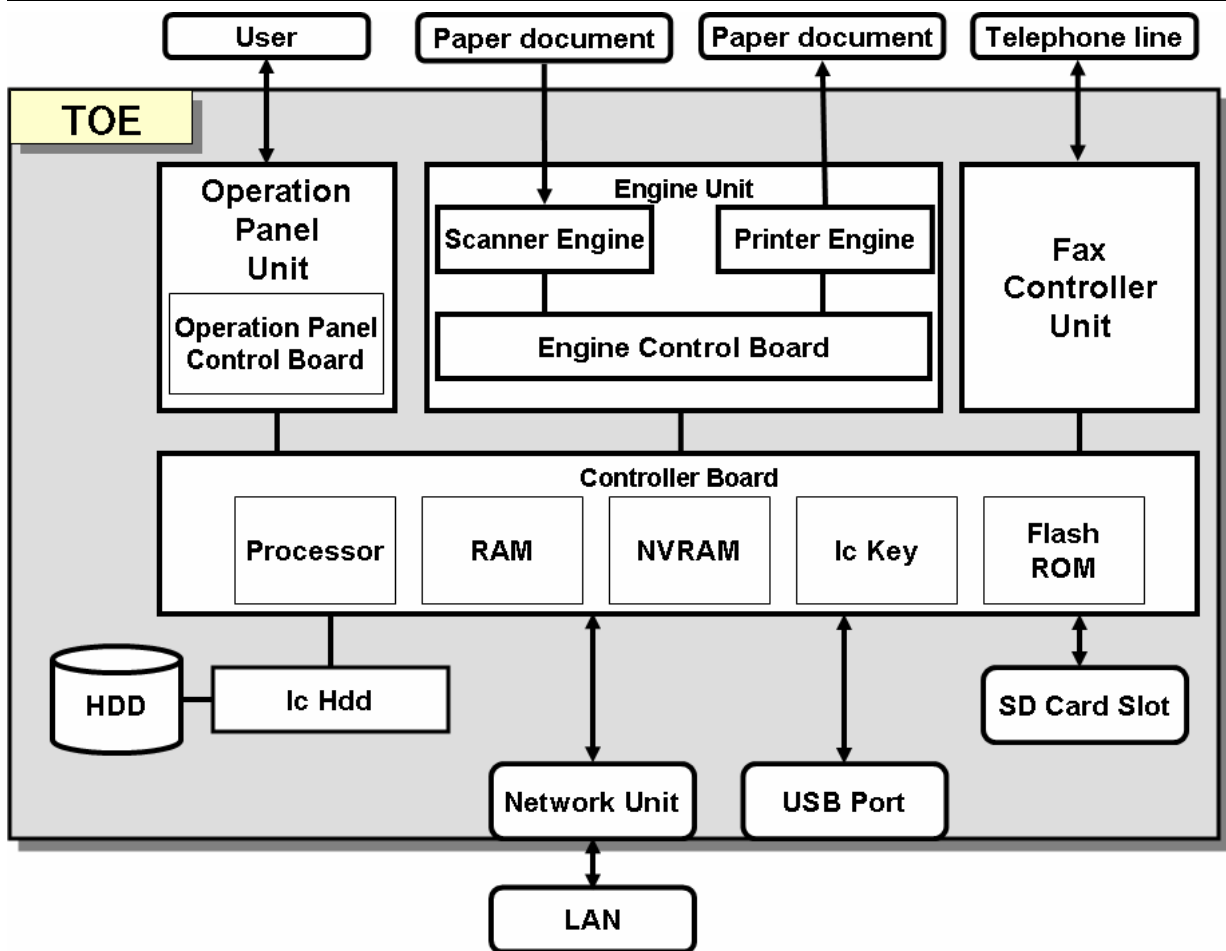 User
Paper document
Paper document
Telephone line
TOE
Operation
Panel
Unit
Operation Panel
Control Board
Engine Unit
Scanner Engine
Printer Engine
Engine Control Board
Fax
Controller
Unit
Controller Board
Processor
RAM
NVRAM
Ic Key
Flash
ROM
HDD
Ic Hdd
SD Card Slot
Network Unit
USB Port
LAN